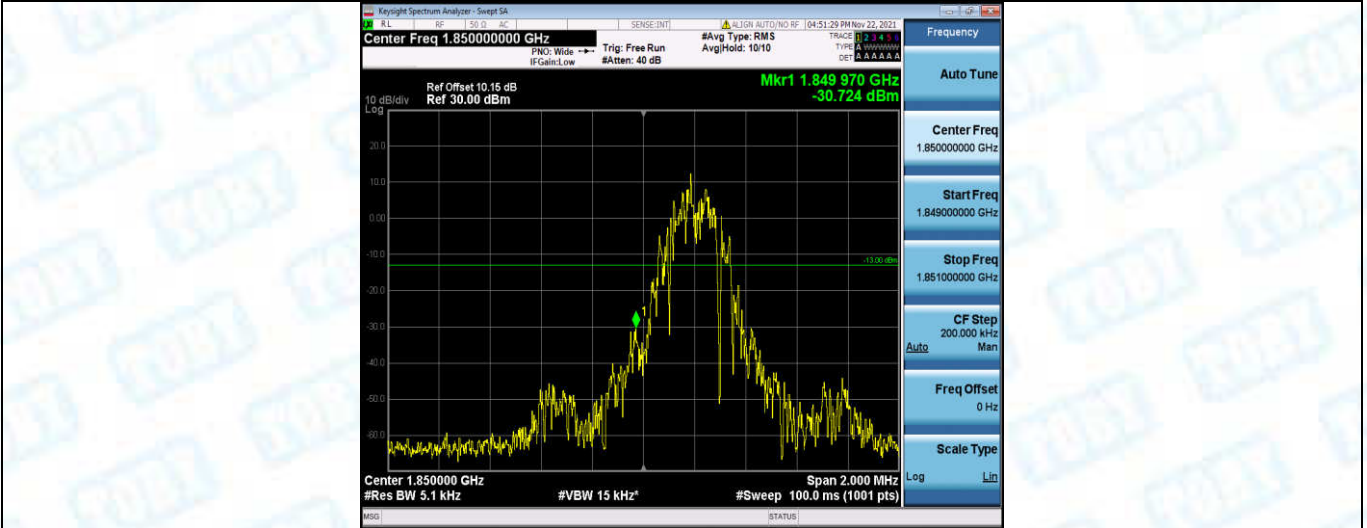 Keysight Spectrum Analyzer - Swept SA
RL RF 50 Ω AC SENSE:INT ALIGN AUTO/NO RF 04:51:29 PM Nov 22, 2021
Center Freq 1.850000000 GHz
#Avg Type: RMS
TRACE 1 2 3 4 5 6
PNO: Wide
Trig: Free Run
Avg|Hold: 10/10
TYPE A WWWWW
IFGain:Low
#Atten: 40 dB
DET A A A A A A
Mkr1 1.849 970 GHz
-30.724 dBm
Ref Offset 10.15 dB
10 dB/div Ref 30.00 dBm
Log
20.0
10.0
0.00
-10.0
-13.00 dBm
-20.0
-30.0
-40.0
-50.0
-60.0
Center 1.850000 GHz
Span 2.000 MHz
#Res BW 5.1 kHz
#VBW 15 kHz*
#Sweep 100.0 ms (1001 pts)
MSG
STATUS
Frequency
Auto Tune
Center Freq
1.850000000 GHz
Start Freq
1.849000000 GHz
Stop Freq
1.851000000 GHz
CF Step
200.000 kHz
Auto Man
Freq Offset
0 Hz
Scale Type
Log Lin